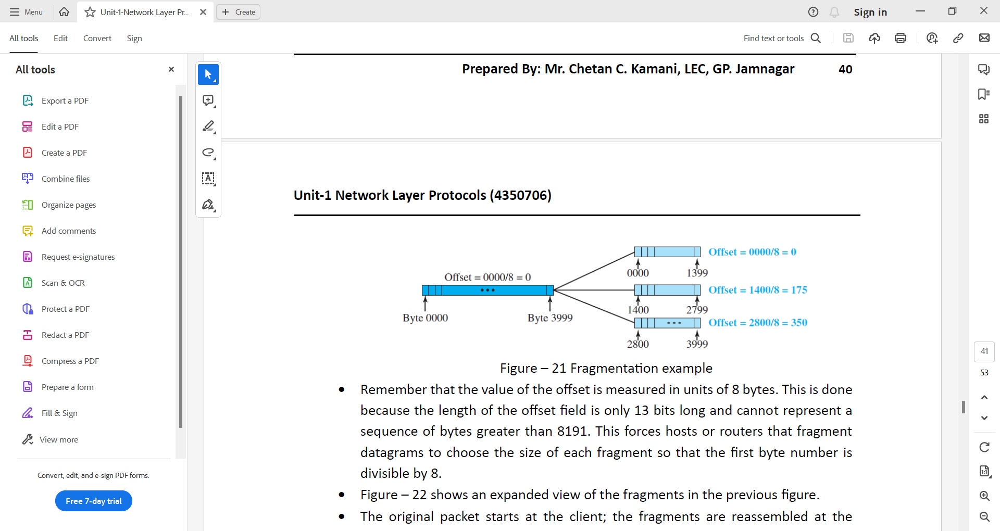 Menu
Unit-1-Network Layer Pr...
Create
Sign in
All tools
Edit
Convert
Sign
Find text or tools
All tools
Export a PDF
Edit a PDF
Create a PDF
Combine files
Organize pages
Add comments
Request e-signatures
Scan & OCR
Protect a PDF
Redact a PDF
Compress a PDF
Prepare a form
Fill & Sign
View more
Convert, edit, and e-sign PDF forms.
Free 7-day trial
Prepared By: Mr. Chetan C. Kamani, LEC, GP. Jamnagar 40
Unit-1 Network Layer Protocols (4350706)
Offset = 0000/8 = 0
Byte 0000 Byte 3999
Offset = 0000/8 = 0
0000 1399
Offset = 1400/8 = 175
1400 2799
Offset = 2800/8 = 350
2800 3999
Figure – 21 Fragmentation example
• Remember that the value of the offset is measured in units of 8 bytes. This is done
because the length of the offset field is only 13 bits long and cannot represent a
sequence of bytes greater than 8191. This forces hosts or routers that fragment
datagrams to choose the size of each fragment so that the first byte number is
divisible by 8.
• Figure – 22 shows an expanded view of the fragments in the previous figure.
• The original packet starts at the client; the fragments are reassembled at the
41
53